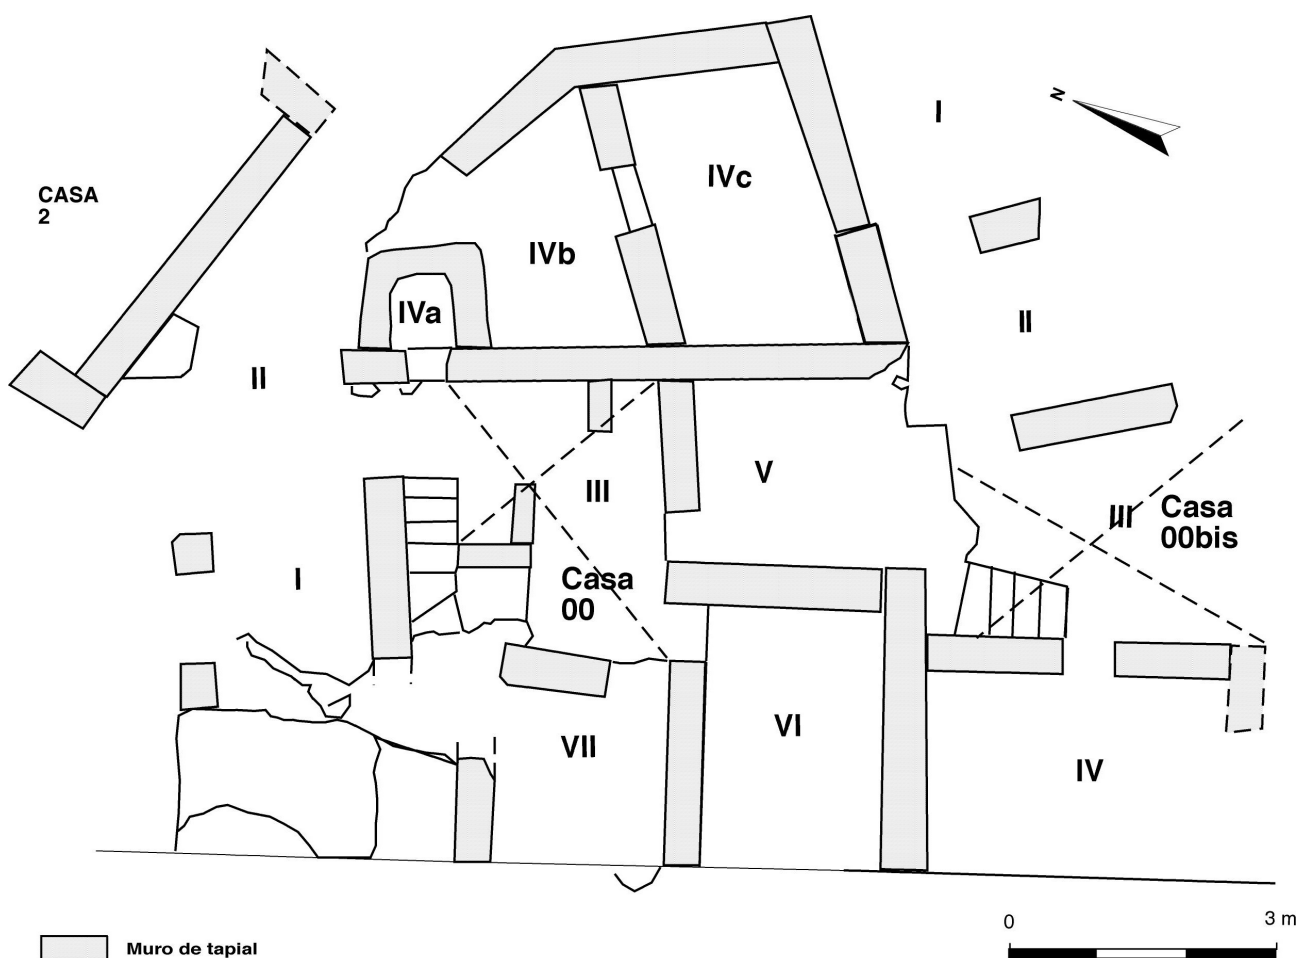 I
N
CASA
2
IVc
IVb
IVa
II
II
III
V
III
Casa
00bis
I
Casa
00
VII
VI
IV
0
3 m
Muro de tapial